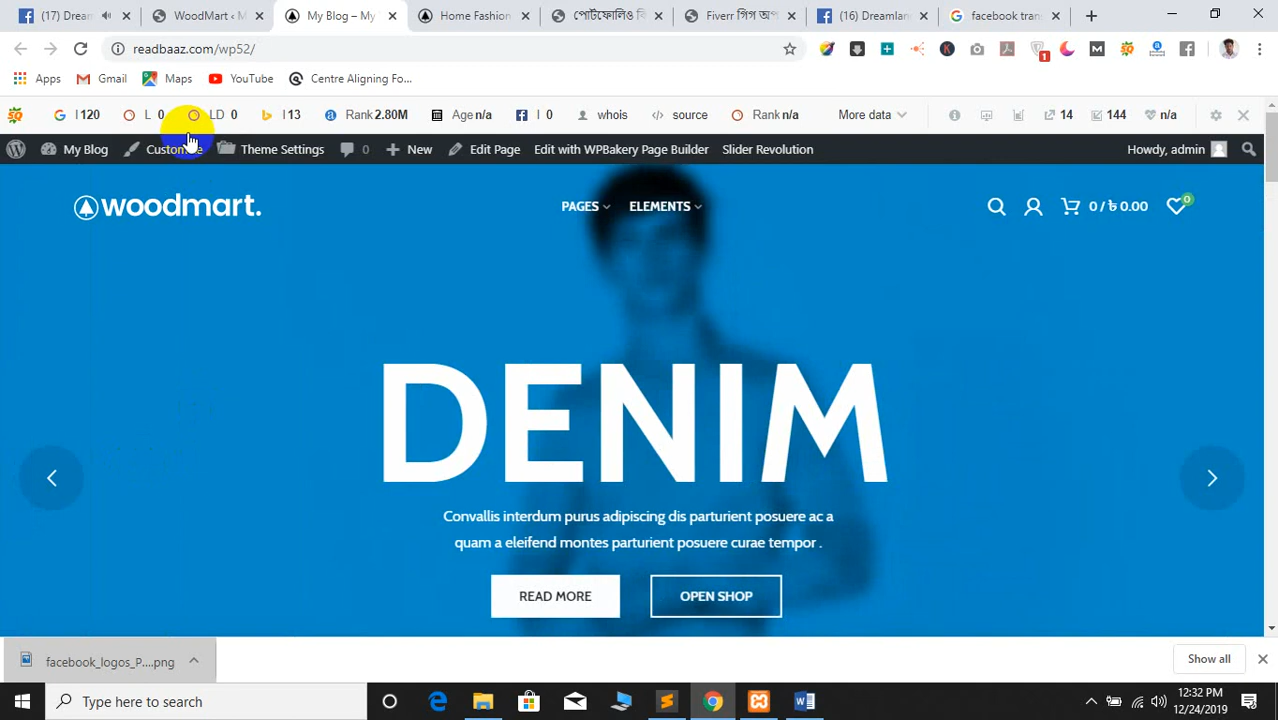 (17) Dream
WoodMart ‹ M
My Blog – My
Home Fashion
পোর্টফোলিও বি
Fiverr গিগ অপ
(16) Dreamlan
facebook tran
readbaaz.com/wp52/
1
Apps Gmail Maps YouTube Centre Aligning Fo...
I 120 L 0 LD 0 I 13 Rank 2.80M Age n/a I 0 whois source Rank n/a More data 14 144 n/a
My Blog Customize Theme Settings 0 New Edit Page Edit with WPBakery Page Builder Slider Revolution Howdy, admin
woodmart. PAGES ELEMENTS 0 / ৳ 0.00 0
DENIM
Convallis interdum purus adipiscing dis parturient posuere ac a
quam a eleifend montes parturient posuere curae tempor .
READ MORE OPEN SHOP
facebook_logos_P....png Show all
Type here to search 12:32 PM
12/24/2019